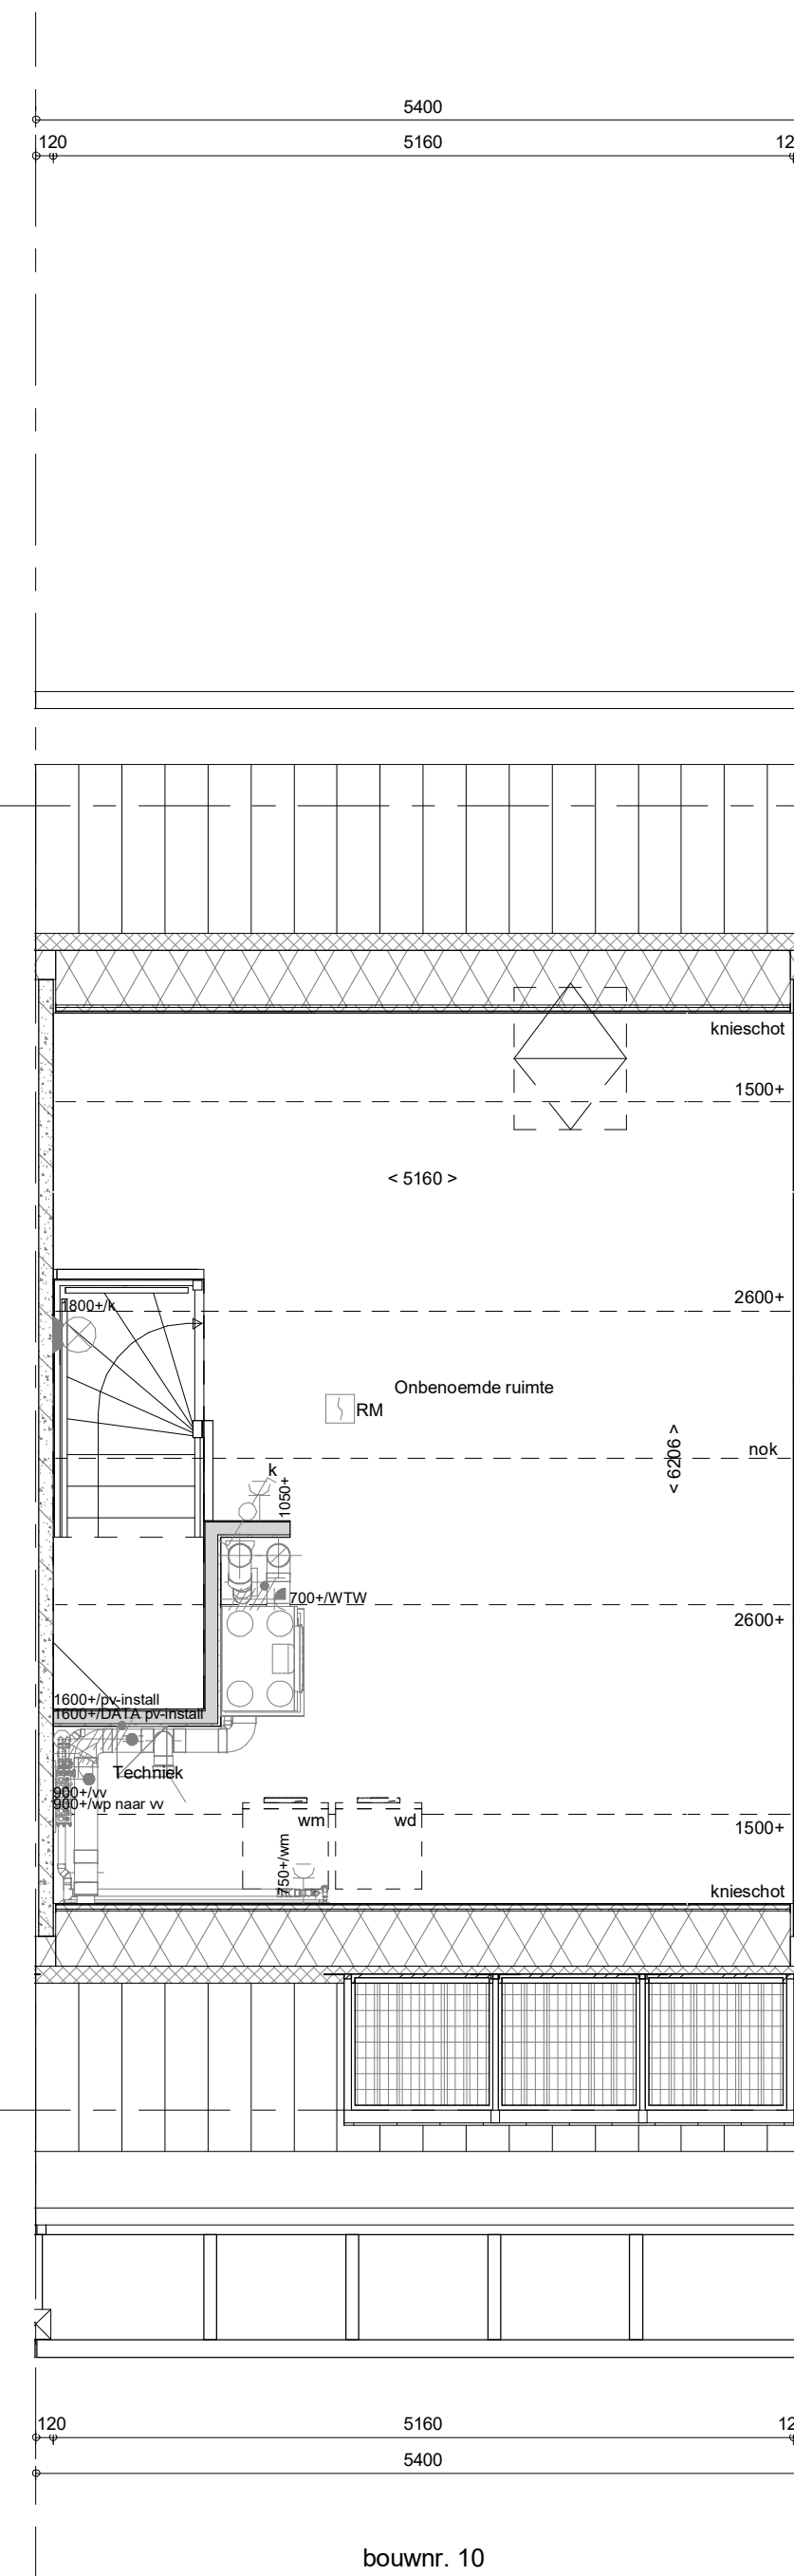 5400
120
5160
12
knieschot
1500+
< 5160 >
2600+
1800+/k
Onbenoemde ruimte
RM
< 6206 >
nok
k
1050+
700+/WTW
2600+
1600+/pv-install
1600+/DATA pv-install
Techniek
900+/vv
900+/wp naar vv
wm
wd
1500+
750+/wm
knieschot
120
5160
12
5400
bouwnr. 10